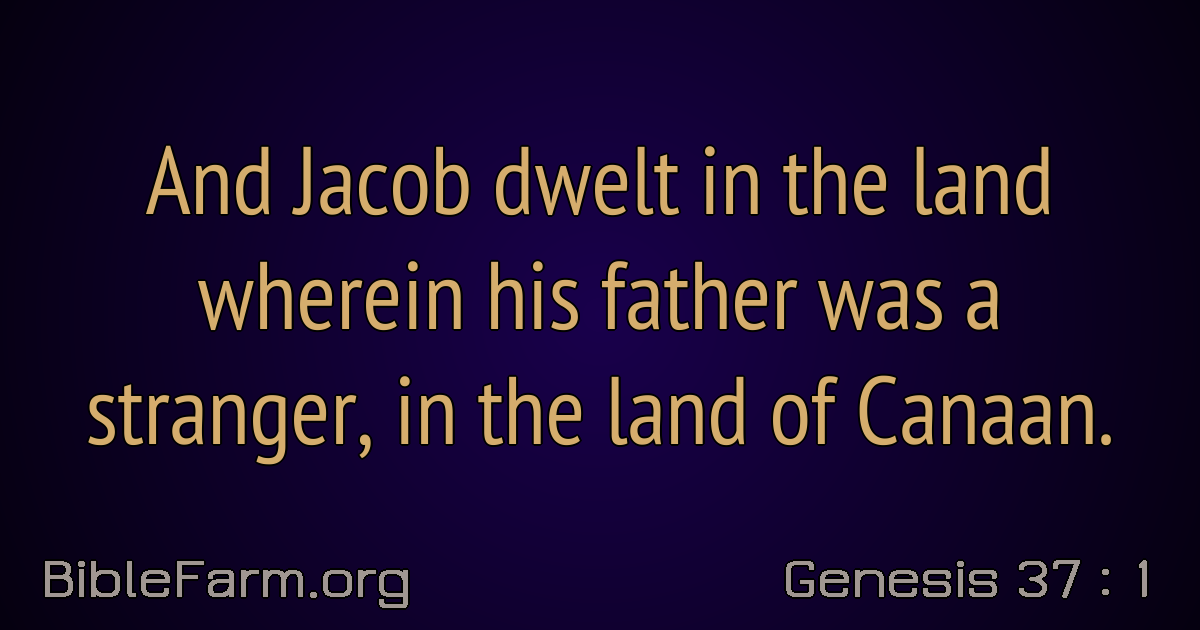 And Jacob dwelt in the land
wherein his father was a
stranger, in the land of Canaan.
BibleFarm.org
Genesis 37 : 1